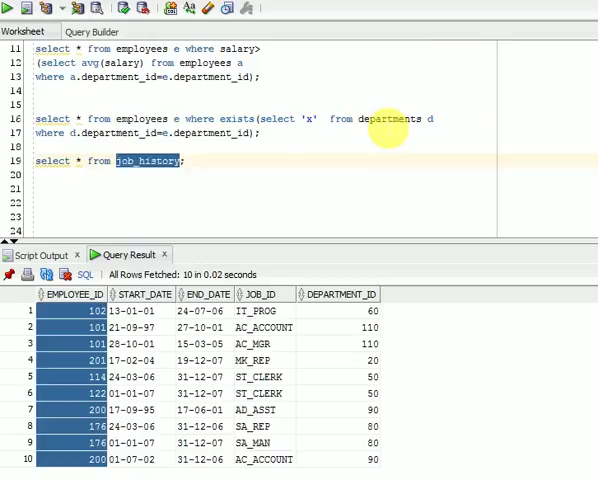 Worksheet Query Builder
11 select * from employees e where salary>
12 (select avg(salary) from employees a
13 where a.department_id=e.department_id);
14
15
16 select * from employees e where exists(select 'x' from departments d
17 where d.department_id=e.department_id);
18
19 select * from job_history;
20
21
22
23
24
Script Output x Query Result x
SQL All Rows Fetched: 10 in 0.02 seconds
EMPLOYEE_ID START_DATE END_DATE JOB_ID DEPARTMENT_ID
1 102 13-01-01 24-07-06 IT_PROG 60
2 101 21-09-97 27-10-01 AC_ACCOUNT 110
3 101 28-10-01 15-03-05 AC_MGR 110
4 201 17-02-04 19-12-07 MK_REP 20
5 114 24-03-06 31-12-07 ST_CLERK 50
6 122 01-01-07 31-12-07 ST_CLERK 50
7 200 17-09-95 17-06-01 AD_ASST 90
8 176 24-03-06 31-12-06 SA_REP 80
9 176 01-01-07 31-12-07 SA_MAN 80
10 200 01-07-02 31-12-06 AC_ACCOUNT 90